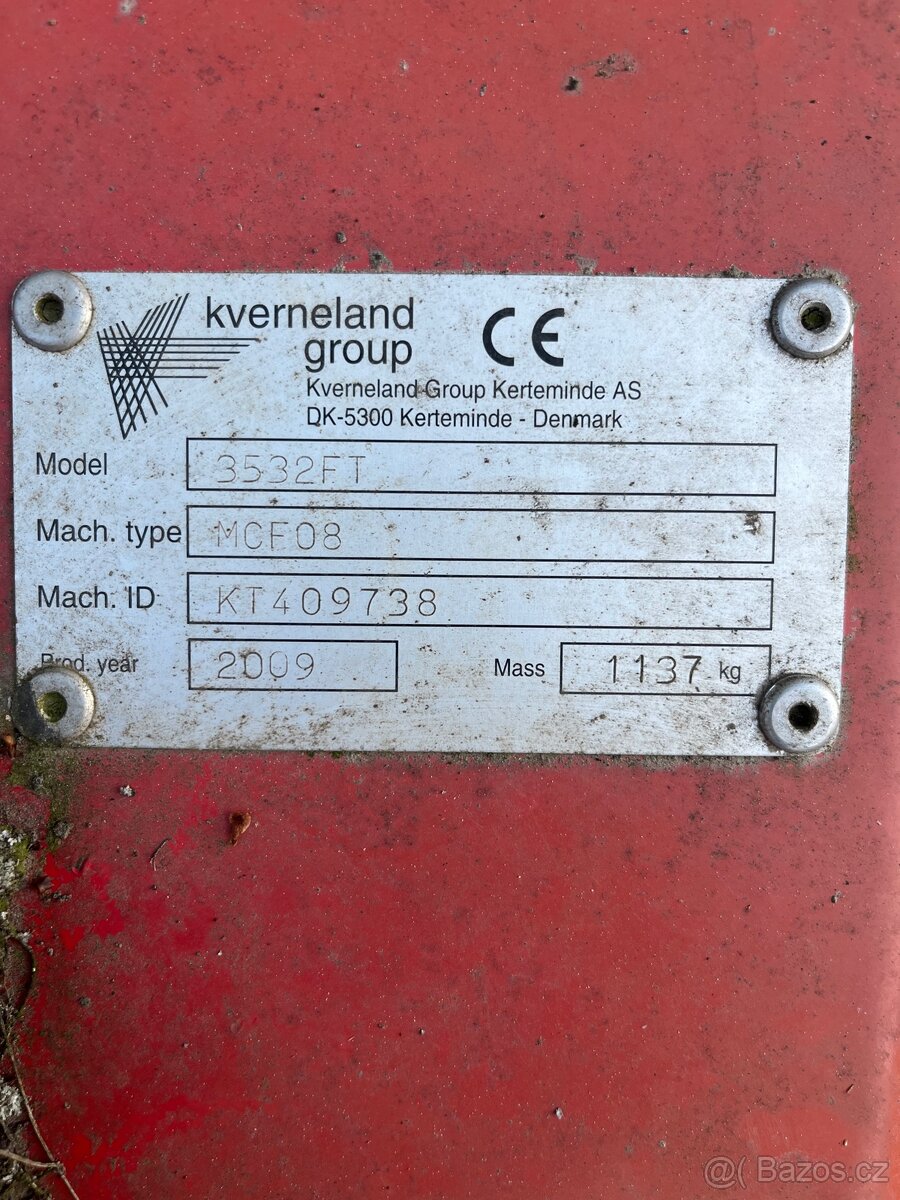 kverneland
group
CE
Kverneland Group Kerteminde AS
DK-5300 Kerteminde - Denmark
Model 3532FT
Mach. type MCF08
Mach. ID KT409738
Prod. year 2009 Mass 1137 kg
@( Bazos.cz